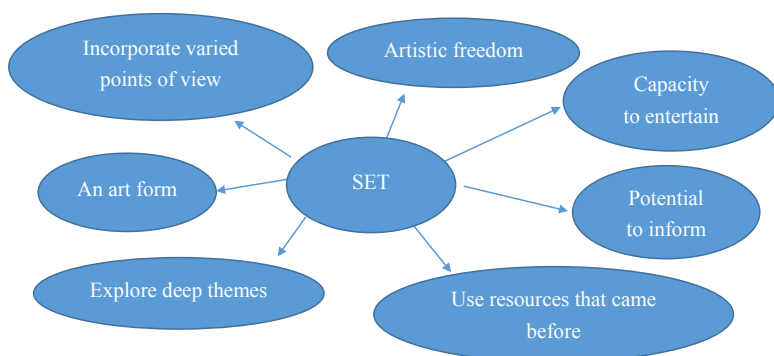 Incorporate varied
points of view
Artistic freedom
Capacity
to entertain
An art form
SET
Potential
to inform
Explore deep themes
Use resources that came
before